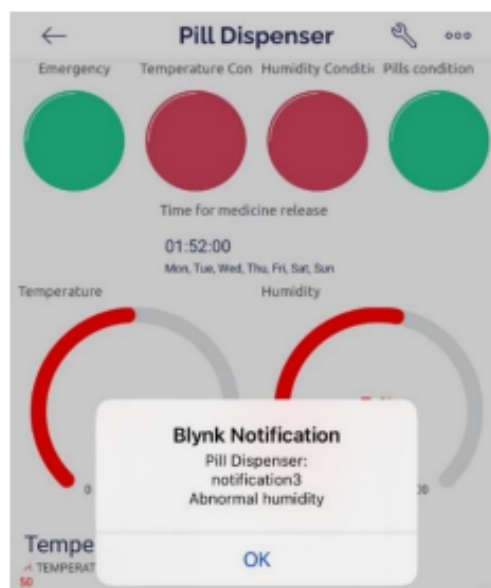 Pill Dispenser
Emergency
Temperature Con
Humidity Conditi
Pills condition
Time for medicine release
01:52:00
Mon, Tue, Wed, Thu, Fri, Sat, Sun
Temperature
Humidity
0
Blynk Notification
Pill Dispenser:
notification3
Abnormal humidity
OK
Tempe
TEMPERAT
50